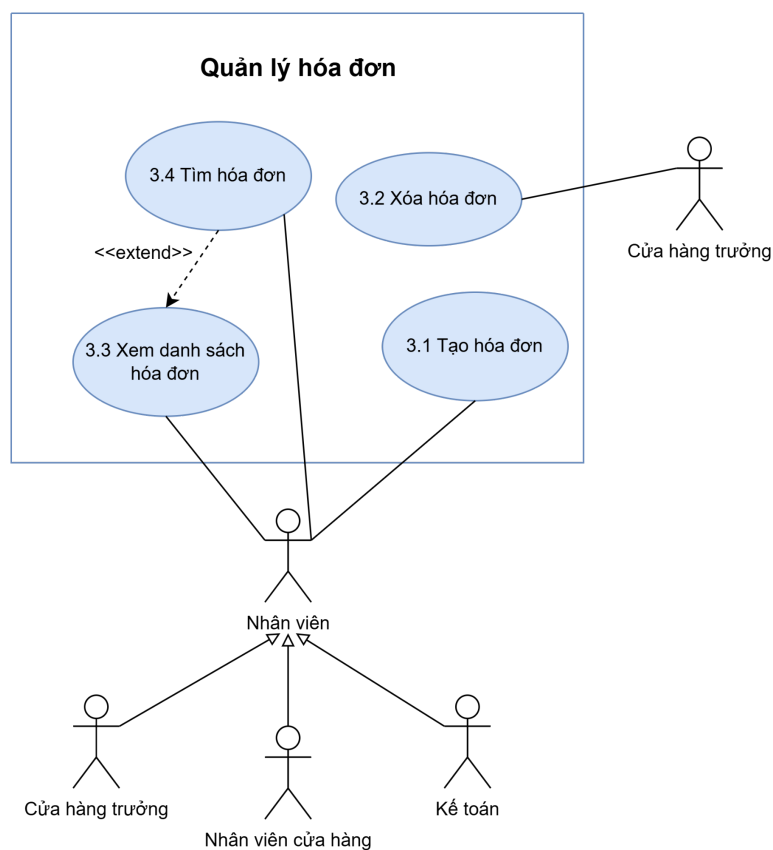 Quản lý hóa đơn
3.4 Tìm hóa đơn
3.2 Xóa hóa đơn
Cửa hàng trưởng
<<extend>>
3.3 Xem danh sách
hóa đơn
3.1 Tạo hóa đơn
Nhân viên
Cửa hàng trưởng
Nhân viên cửa hàng
Kế toán